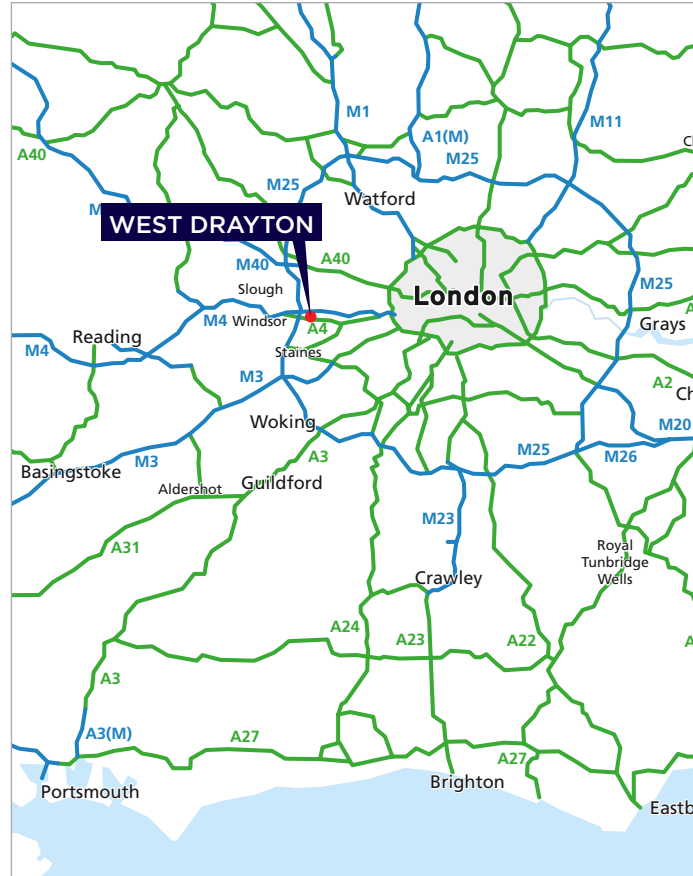 M1
A1(M)
M11
M25
A40
M25
Watford
WEST DRAYTON
A40
M40
Slough
M25
London
M4
Windsor
A4
Grays
Reading
M4
Staines
M3
A2
Woking
M20
A3
M25
M26
M3
Basingstoke
Aldershot
Guildford
M23
A31
Royal
Tunbridge
Wells
Crawley
A24
A23
A22
A3
A3(M)
A27
A27
Brighton
Portsmouth